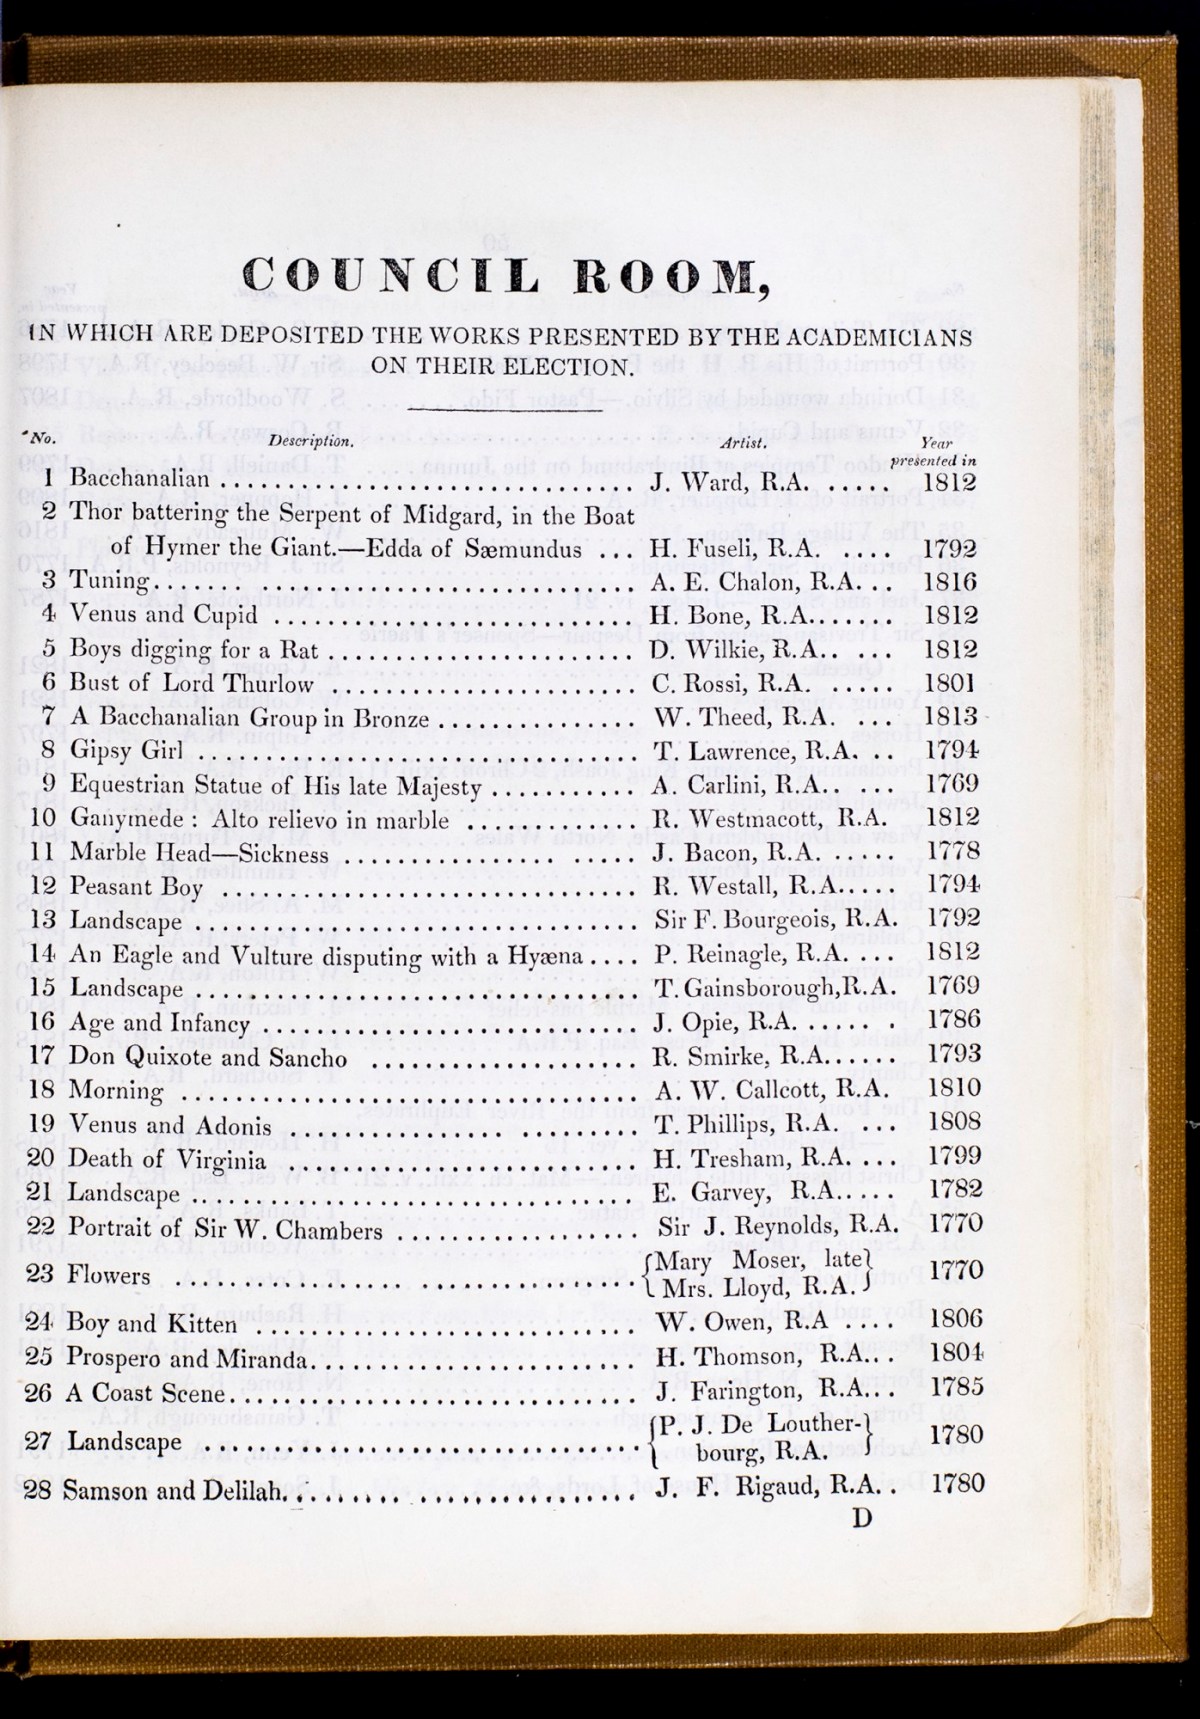 COUNCIL ROOM,
IN WHICH ARE DEPOSITED THE WORKS PRESENTED BY THE ACADEMICIANS
ON THEIR ELECTION.
No. Description. Artist. Year
presented in
1 Bacchanalian ................................ J. Ward, R.A. ..... 1812
2 Thor battering the Serpent of Midgard, in the Boat
of Hymer the Giant.—Edda of Sæmundus ... H. Fuseli, R.A. .... 1792
3 Tuning..................................... A. E. Chalon, R.A. . 1816
4 Venus and Cupid ............................ H. Bone, R.A....... 1812
5 Boys digging for a Rat ........................ D. Wilkie, R.A.. ... 1812
6 Bust of Lord Thurlow ........................ C. Rossi, R.A. ...... 1801
7 A Bacchanalian Group in Bronze ............... W. Theed, R.A. ... 1813
8 Gipsy Girl .................................. T. Lawrence, R.A. .. 1794
9 Equestrian Statue of His late Majesty ........... A. Carlini, R.A.. .... 1769
10 Ganymede : Alto relievo in marble ............. R. Westmacott, R.A. 1812
11 Marble Head—Sickness ...................... J. Bacon, R.A. ..... 1778
12 Peasant Boy ................................ R. Westall, R.A..... 1794
13 Landscape .................................. Sir F. Bourgeois, R.A. 1792
14 An Eagle and Vulture disputing with a Hyæna .... P. Reinagle, R.A. ... 1812
15 Landscape .................................. T. Gainsborough, R.A. 1769
16 Age and Infancy ............................. J. Opie, R.A. ...... . 1786
17 Don Quixote and Sancho ..................... R. Smirke, R.A...... 1793
18 Morning ................................... A. W. Callcott, R.A. 1810
19 Venus and Adonis ........................... T. Phillips, R.A. ... 1808
20 Death of Virginia ............................ H. Tresham, R.A.... 1799
21 Landscape .................................. E. Garvey, R.A..... 1782
22 Portrait of Sir W. Chambers ................... Sir J. Reynolds, R.A. 1770
23 Flowers ................................... {Mary Moser, late}
{Mrs. Lloyd, R.A.} 1770
24 Boy and Kitten .............................. W. Owen, R.A .... 1806
25 Prospero and Miranda......................... H. Thomson, R.A... 1804
26 A Coast Scene............................... J. Farington, R.A... 1785
27 Landscape ................................. {P. J. De Louther-}
{bourg, R.A.} 1780
28 Samson and Delilah........................... J. F. Rigaud, R.A.. . 1780
D